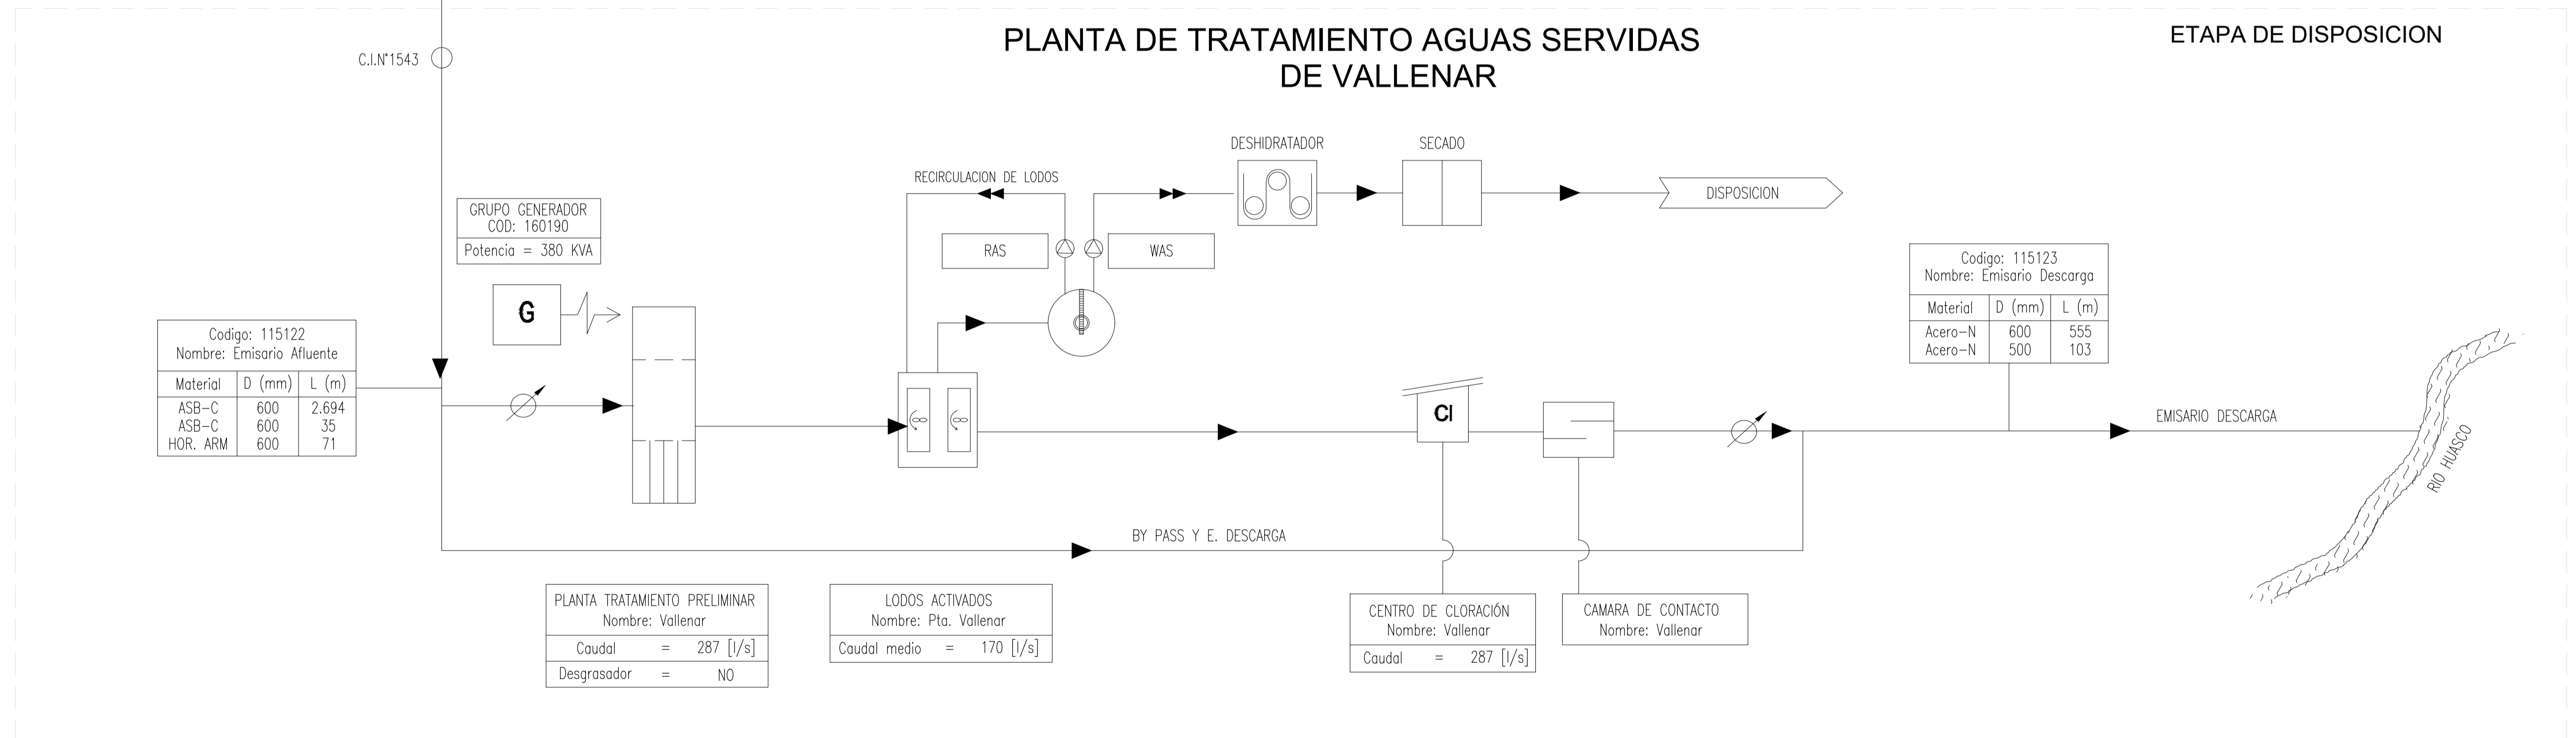 PLANTA DE TRATAMIENTO AGUAS SERVIDAS
DE VALLENAR
ETAPA DE DISPOSICION
C.I.N°1543
GRUPO GENERADOR
COD: 160190
Potencia = 380 KVA
G
Codigo: 115122
Nombre: Emisario Afluente
Material D (mm) L (m)
ASB-C 600 2.694
ASB-C 600 35
HOR. ARM 600 71
RECIRCULACION DE LODOS
RAS
WAS
DESHIDRATADOR
SECADO
DISPOSICION
Codigo: 115123
Nombre: Emisario Descarga
Material D (mm) L (m)
Acero-N 600 555
Acero-N 500 103
Cl
EMISARIO DESCARGA
RIO HUASCO
BY PASS Y E. DESCARGA
PLANTA TRATAMIENTO PRELIMINAR
Nombre: Vallenar
Caudal = 287 [l/s]
Desgrasador = NO
LODOS ACTIVADOS
Nombre: Pta. Vallenar
Caudal medio = 170 [l/s]
CENTRO DE CLORACIÓN
Nombre: Vallenar
Caudal = 287 [l/s]
CAMARA DE CONTACTO
Nombre: Vallenar